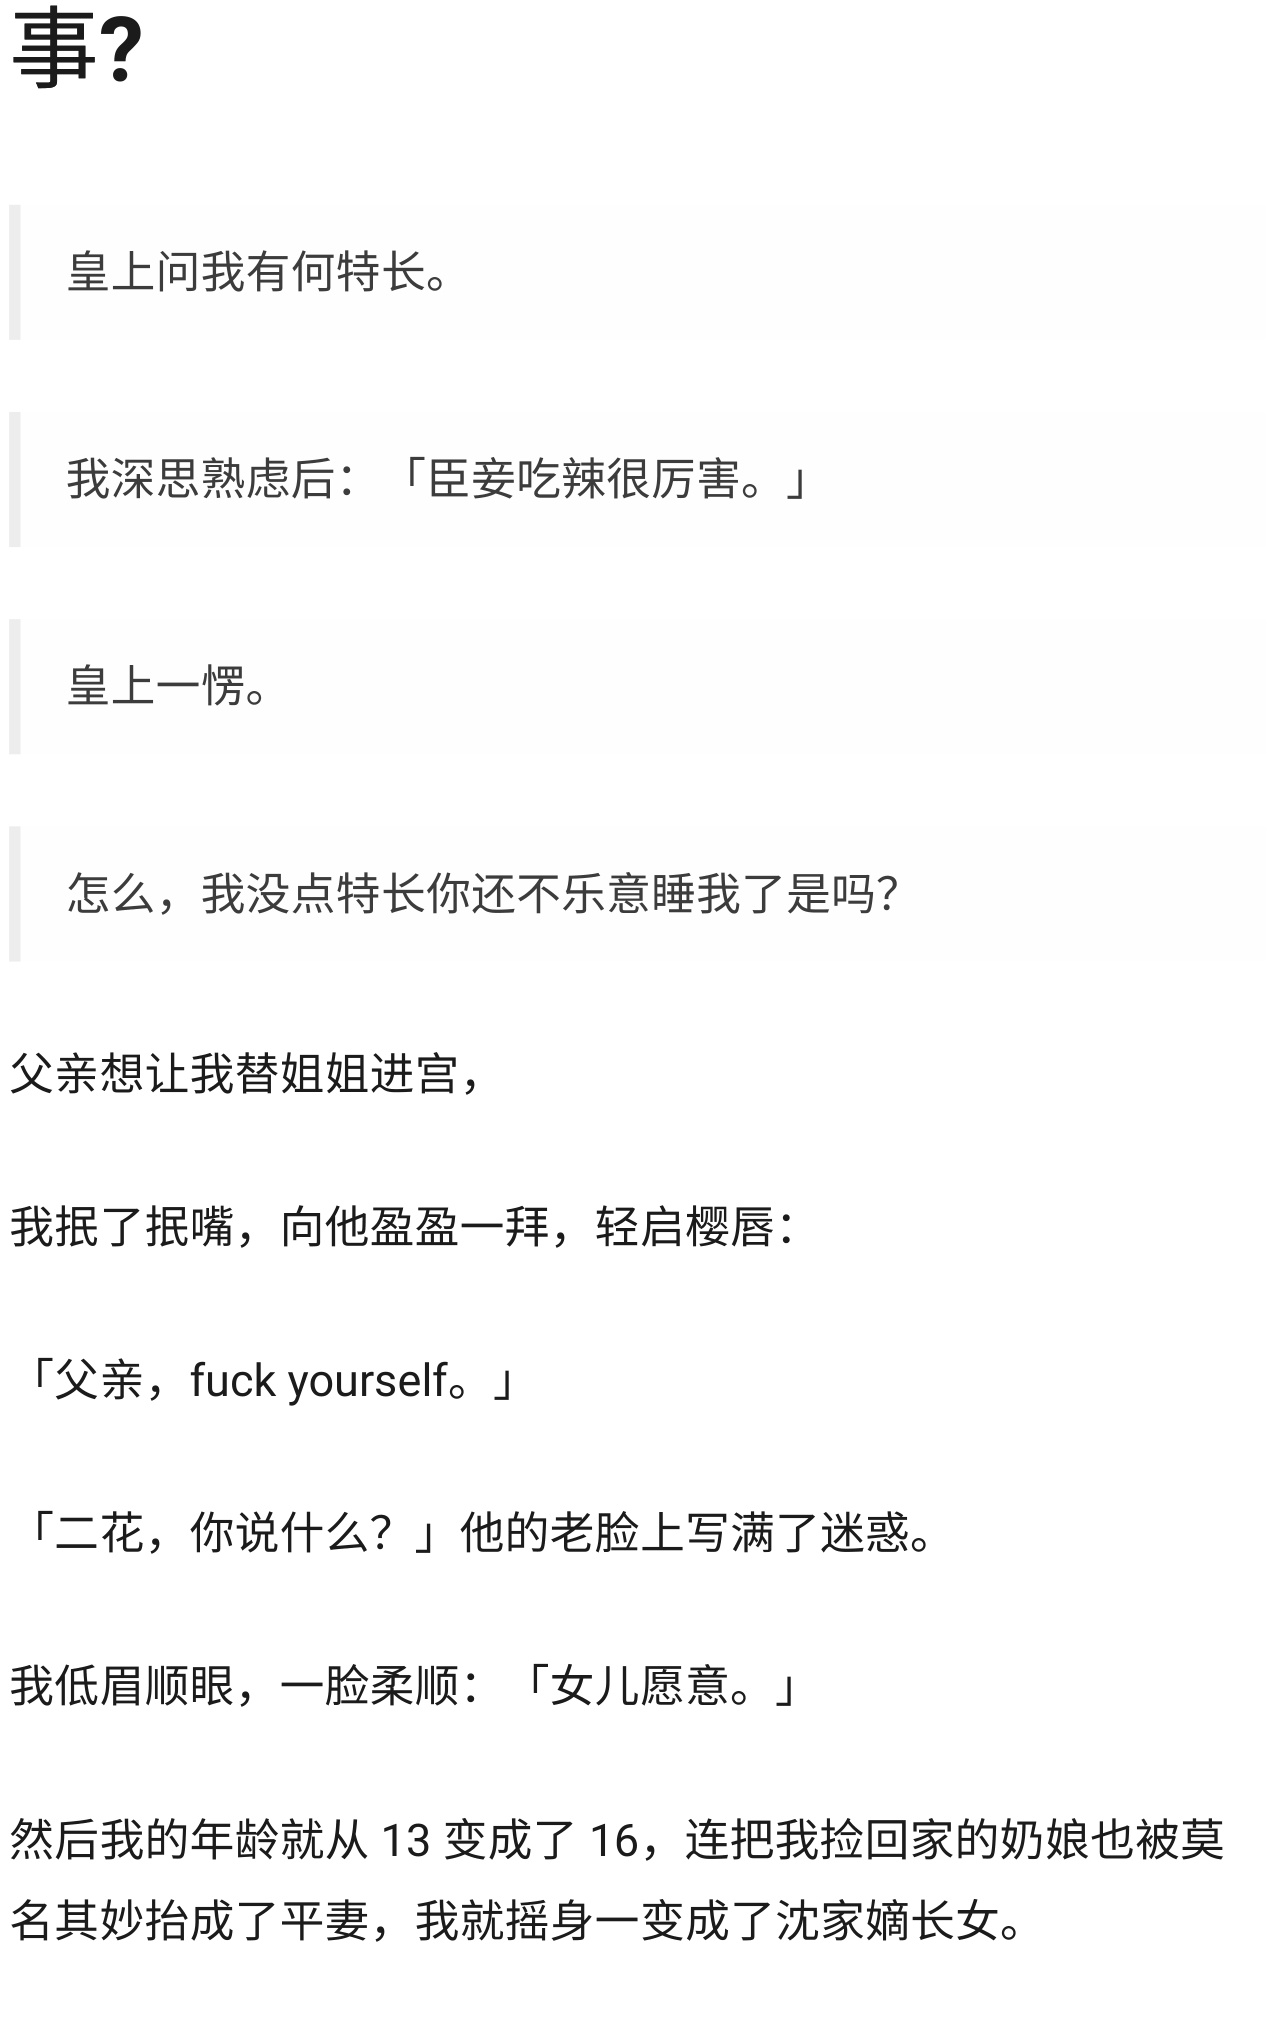 事?
皇上问我有何特长。
我深思熟虑后：「臣妾吃辣很厉害。」
皇上一愣。
怎么，我没点特长你还不乐意睡我了是吗？
父亲想让我替姐姐进宫，
我抿了抿嘴，向他盈盈一拜，轻启樱唇：
「父亲，fuck yourself。」
「二花，你说什么？」他的老脸上写满了迷惑。
我低眉顺眼，一脸柔顺：「女儿愿意。」
然后我的年龄就从 13 变成了 16，连把我捡回家的奶娘也被莫
名其妙抬成了平妻，我就摇身一变成了沈家嫡长女。